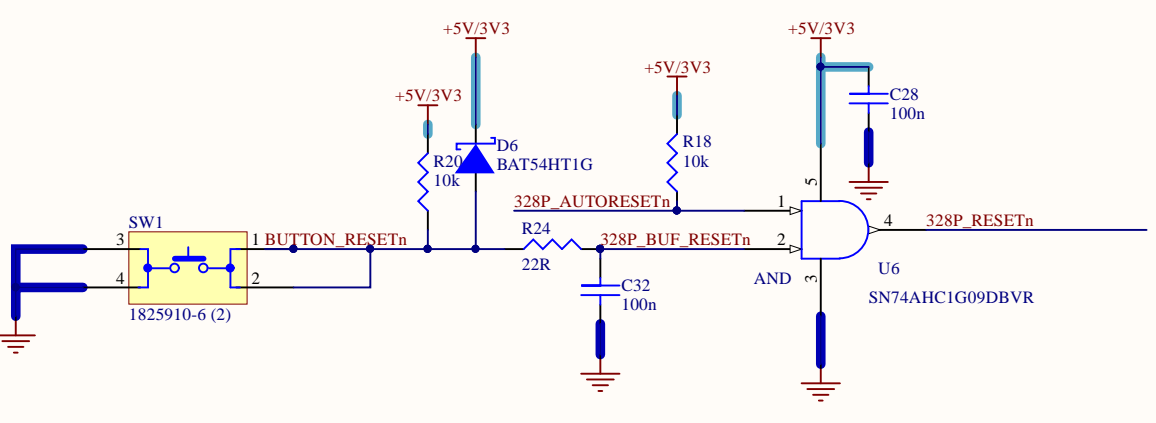 +5V/3V3
+5V/3V3
+5V/3V3
+5V/3V3
C28
100n
R20
10k
D6
BAT54HT1G
R18
10k
5
328P_AUTORESETn
1
SW1
3
1
BUTTON_RESETn
R24
22R
328P_BUF_RESETn
2
4
328P_RESETn
4
2
1825910-6 (2)
C32
100n
AND
3
U6
SN74AHC1G09DBVR